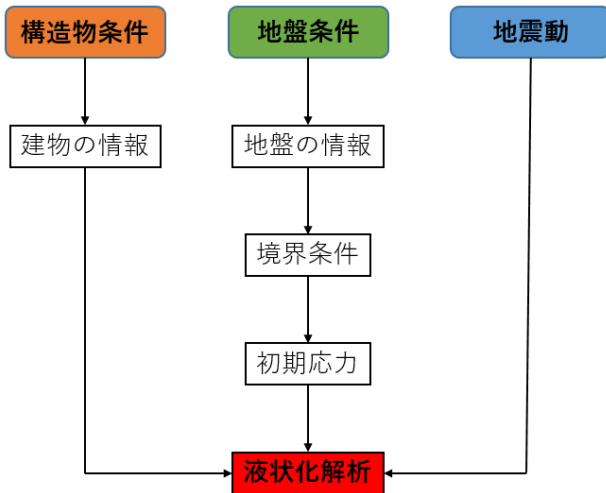 構造物条件
地盤条件
地震動
建物の情報
地盤の情報
境界条件
初期応力
液状化解析